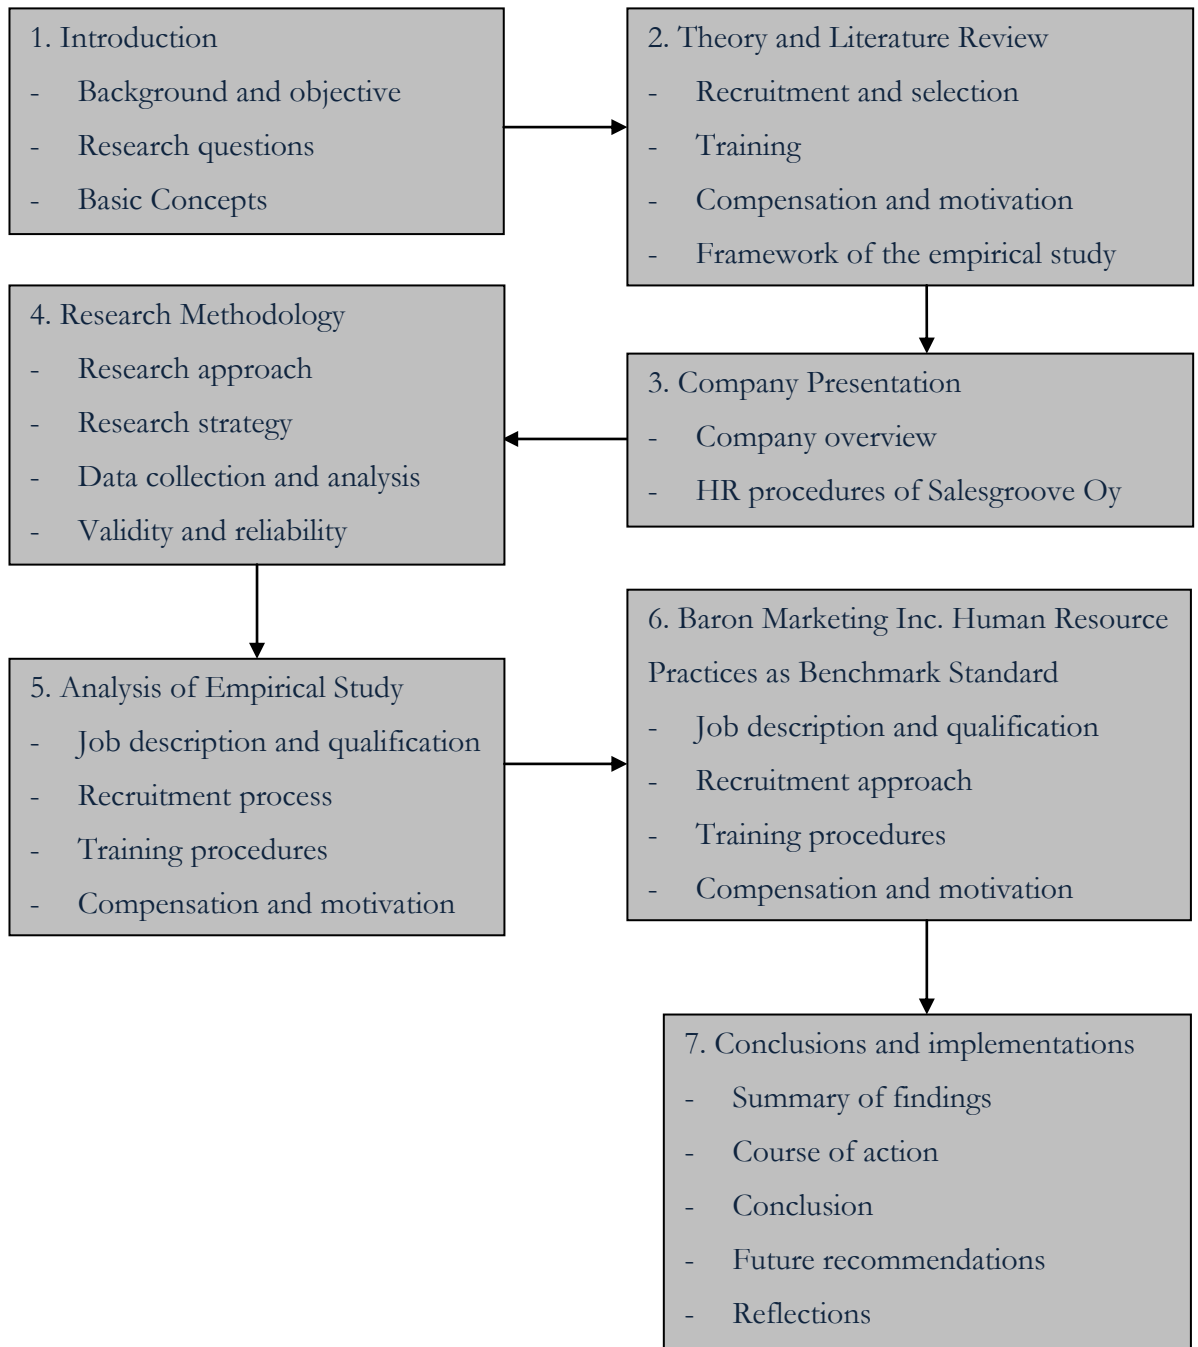 1. Introduction
- Background and objective
- Research questions
- Basic Concepts
2. Theory and Literature Review
- Recruitment and selection
- Training
- Compensation and motivation
- Framework of the empirical study
3. Company Presentation
- Company overview
- HR procedures of Salesgroove Oy
4. Research Methodology
- Research approach
- Research strategy
- Data collection and analysis
- Validity and reliability
5. Analysis of Empirical Study
- Job description and qualification
- Recruitment process
- Training procedures
- Compensation and motivation
6. Baron Marketing Inc. Human Resource
Practices as Benchmark Standard
- Job description and qualification
- Recruitment approach
- Training procedures
- Compensation and motivation
7. Conclusions and implementations
- Summary of findings
- Course of action
- Conclusion
- Future recommendations
- Reflections